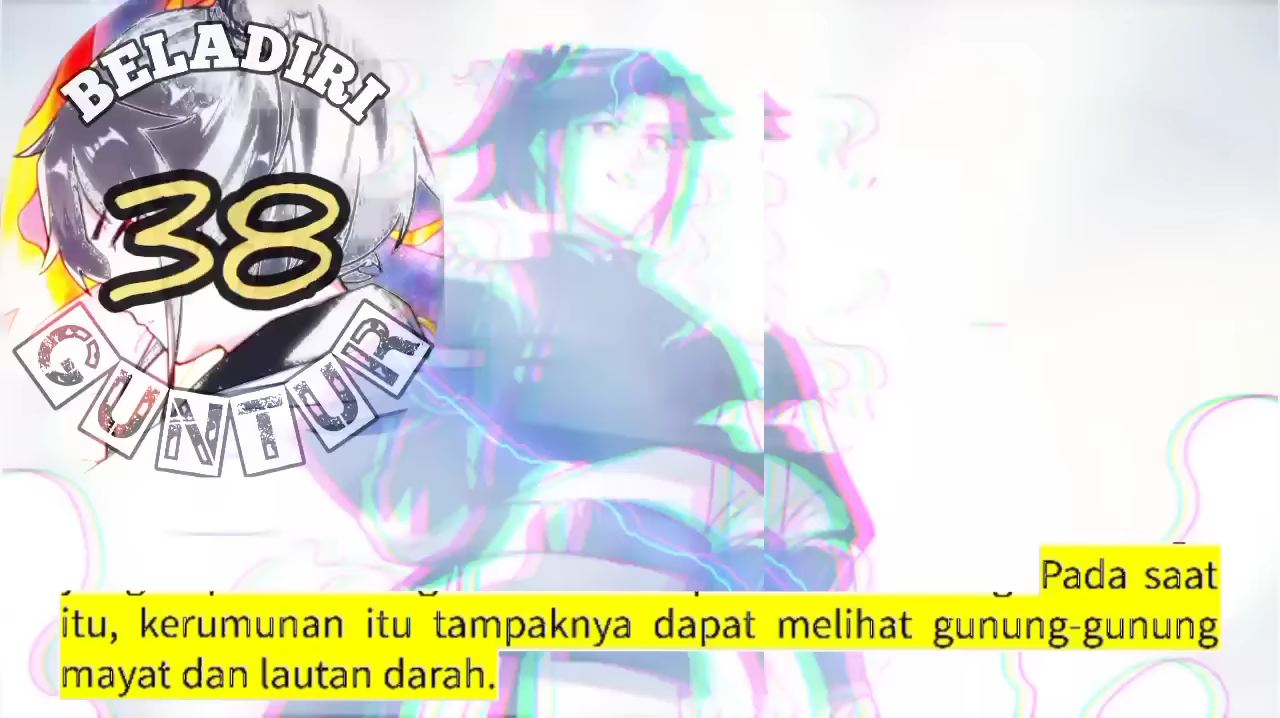 BELADIRI
38
GUNTUR
Pada saat
itu, kerumunan itu tampaknya dapat melihat gunung-gunung
mayat dan lautan darah.